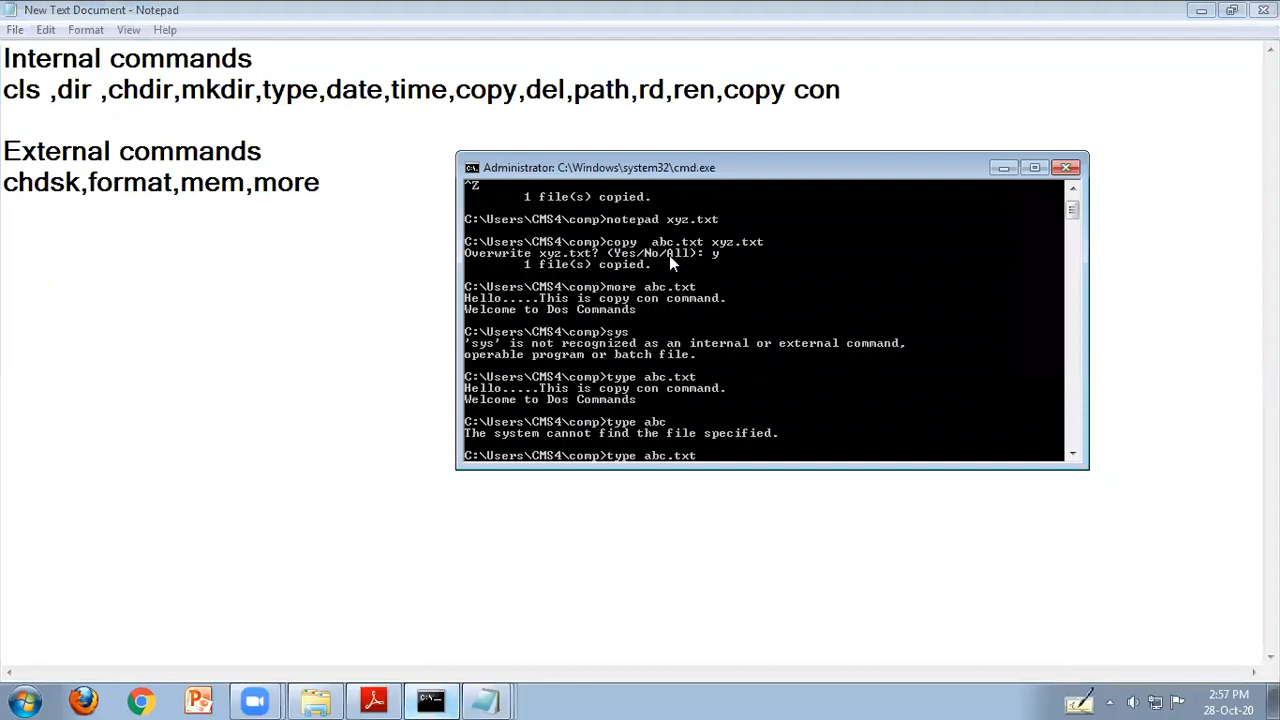 New Text Document - Notepad
File Edit Format View Help
Internal commands
cls ,dir ,chdir,mkdir,type,date,time,copy,del,path,rd,ren,copy con
External commands
chdsk,format,mem,more
Administrator: C:\Windows\system32\cmd.exe
^Z
1 file(s) copied.
C:\Users\CMS4\comp>notepad xyz.txt
C:\Users\CMS4\comp>copy  abc.txt xyz.txt
Overwrite xyz.txt? (Yes/No/All): y
1 file(s) copied.
C:\Users\CMS4\comp>more abc.txt
Hello.....This is copy con command.
Welcome to Dos Commands
C:\Users\CMS4\comp>sys
'sys' is not recognized as an internal or external command,
operable program or batch file.
C:\Users\CMS4\comp>type abc.txt
Hello.....This is copy con command.
Welcome to Dos Commands
C:\Users\CMS4\comp>type abc
The system cannot find the file specified.
C:\Users\CMS4\comp>type abc.txt
2:57 PM
28-Oct-20